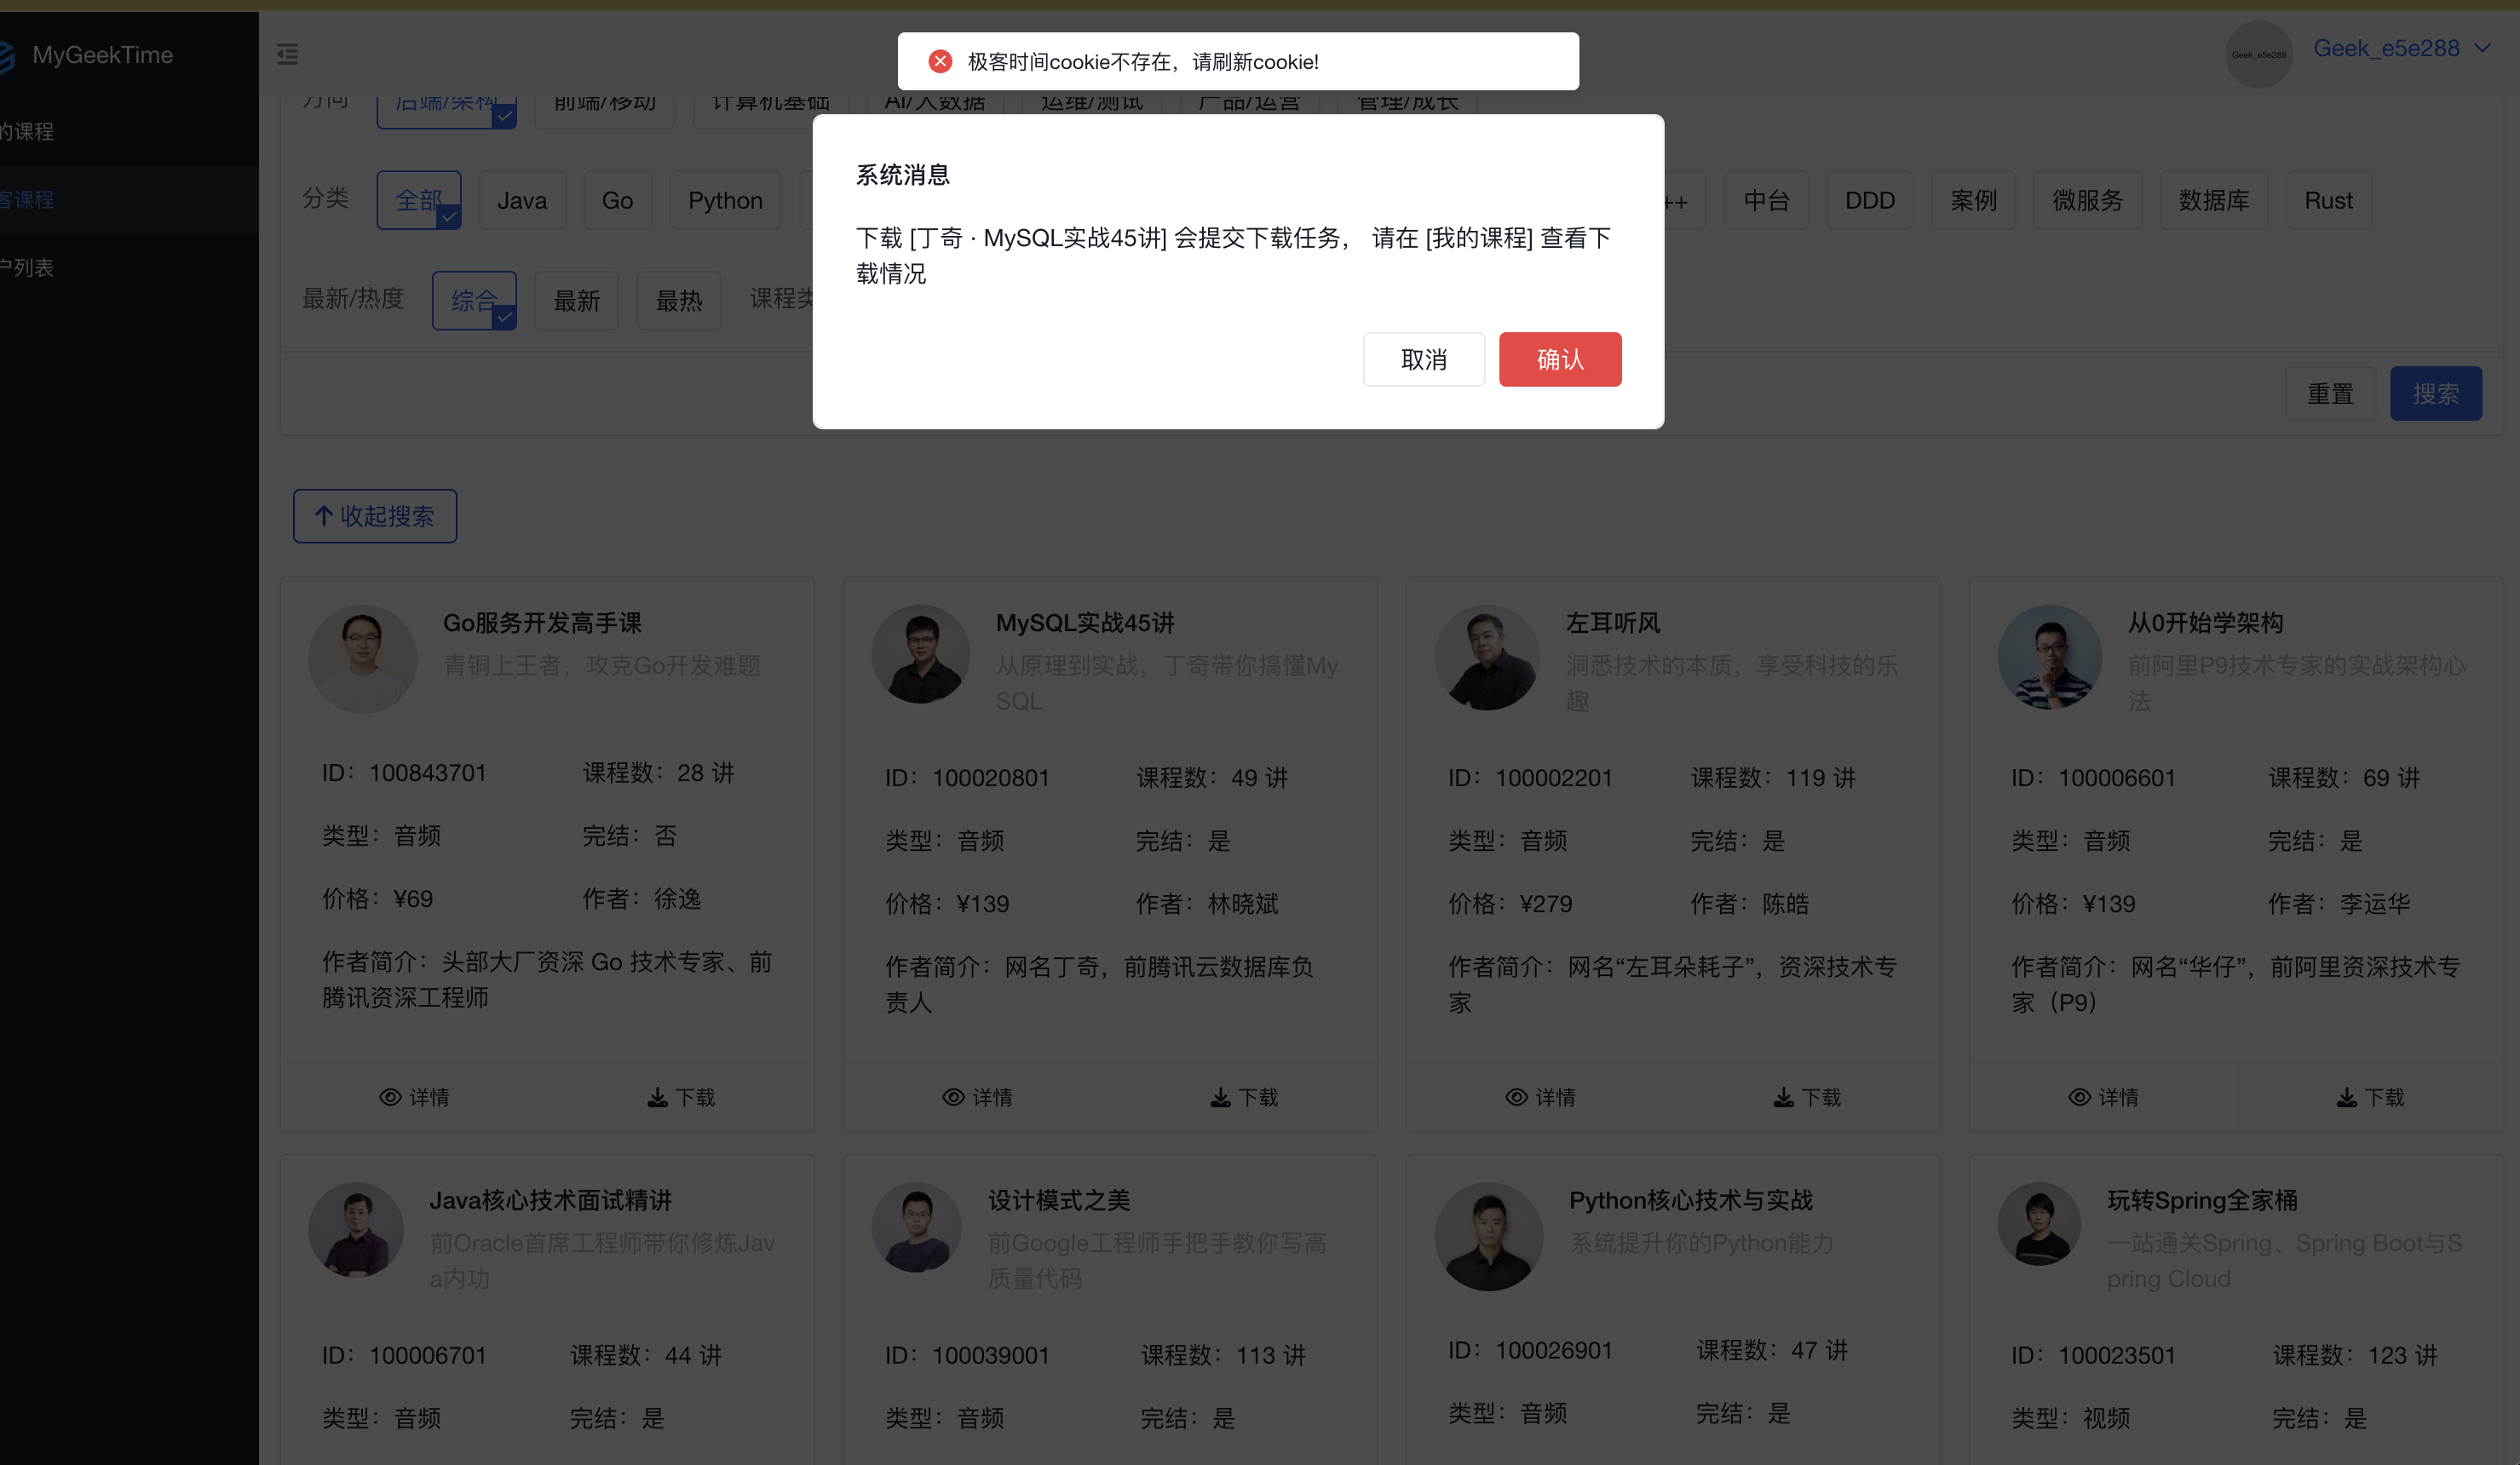 MyGeekTime
极客时间cookie不存在，请刷新cookie!
Geek_e5e288
Geek_e5e288
的课程
客课程
户列表
方向 后端/架构 前端/移动 计算机基础 AI/大数据 运维/测试 产品/运营 管理/成长
系统消息
下载 [丁奇 · MySQL实战45讲] 会提交下载任务， 请在 [我的课程] 查看下
载情况
取消 确认
分类 全部 Java Go Python ++ 中台 DDD 案例 微服务 数据库 Rust
最新/热度 综合 最新 最热 课程类
重置 搜索
收起搜索
Go服务开发高手课
青铜上王者，攻克Go开发难题
ID：100843701 课程数：28 讲
类型：音频 完结：否
价格：¥69 作者：徐逸
作者简介：头部大厂资深 Go 技术专家、前
腾讯资深工程师
详情 下载
MySQL实战45讲
从原理到实战，丁奇带你搞懂My
SQL
ID：100020801 课程数：49 讲
类型：音频 完结：是
价格：¥139 作者：林晓斌
作者简介：网名丁奇，前腾讯云数据库负
责人
详情 下载
左耳听风
洞悉技术的本质，享受科技的乐
趣
ID：100002201 课程数：119 讲
类型：音频 完结：是
价格：¥279 作者：陈皓
作者简介：网名“左耳朵耗子”，资深技术专
家
详情 下载
从0开始学架构
前阿里P9技术专家的实战架构心
法
ID：100006601 课程数：69 讲
类型：音频 完结：是
价格：¥139 作者：李运华
作者简介：网名“华仔”，前阿里资深技术专
家（P9）
详情 下载
Java核心技术面试精讲
前Oracle首席工程师带你修炼Jav
a内功
ID：100006701 课程数：44 讲
类型：音频 完结：是
设计模式之美
前Google工程师手把手教你写高
质量代码
ID：100039001 课程数：113 讲
类型：音频 完结：是
Python核心技术与实战
系统提升你的Python能力
ID：100026901 课程数：47 讲
类型：音频 完结：是
玩转Spring全家桶
一站通关Spring、Spring Boot与S
pring Cloud
ID：100023501 课程数：123 讲
类型：视频 完结：是